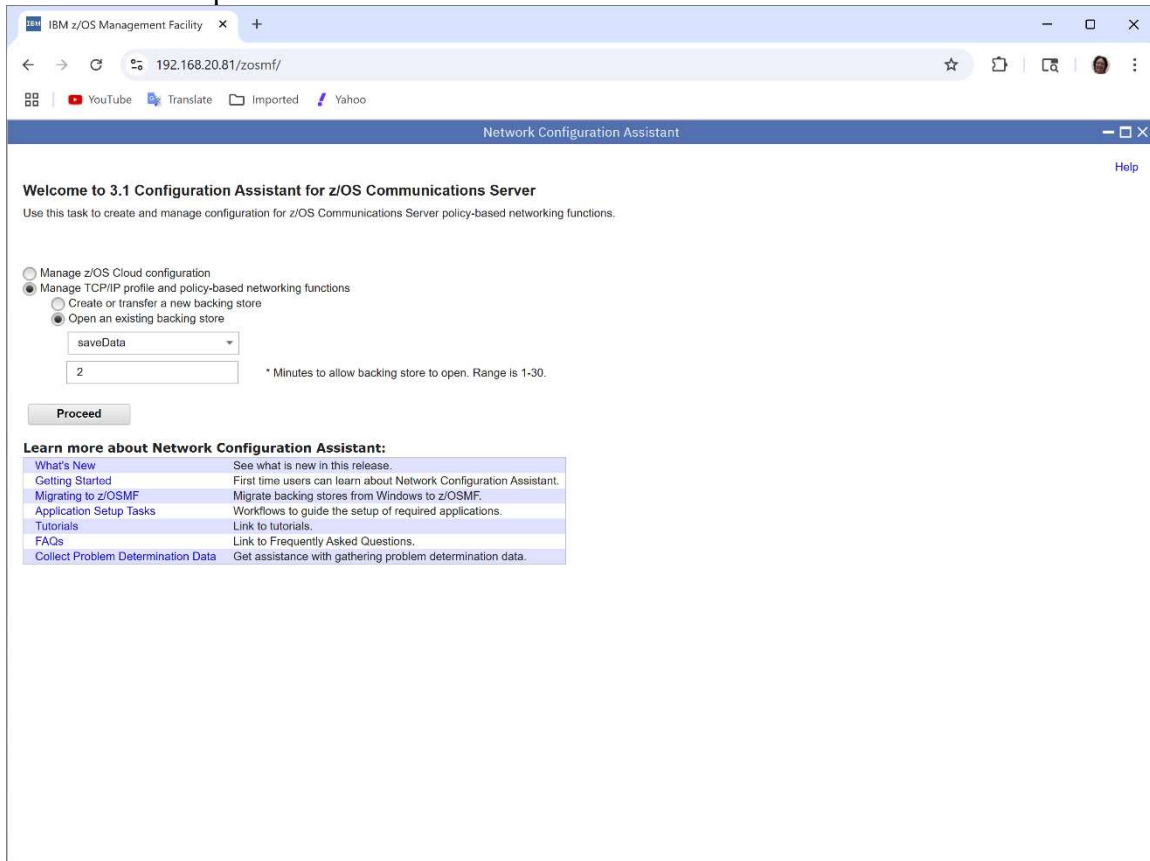 IBM IBM z/OS Management Facility
192.168.20.81/zosmf/
YouTube Translate Imported Yahoo
Network Configuration Assistant
Help
Welcome to 3.1 Configuration Assistant for z/OS Communications Server
Use this task to create and manage configuration for z/OS Communications Server policy-based networking functions.
Manage z/OS Cloud configuration
Manage TCP/IP profile and policy-based networking functions
Create or transfer a new backing store
Open an existing backing store
saveData
2 * Minutes to allow backing store to open. Range is 1-30.
Proceed
Learn more about Network Configuration Assistant:
What's New See what is new in this release.
Getting Started First time users can learn about Network Configuration Assistant.
Migrating to z/OSMF Migrate backing stores from Windows to z/OSMF.
Application Setup Tasks Workflows to guide the setup of required applications.
Tutorials Link to tutorials.
FAQs Link to Frequently Asked Questions.
Collect Problem Determination Data Get assistance with gathering problem determination data.